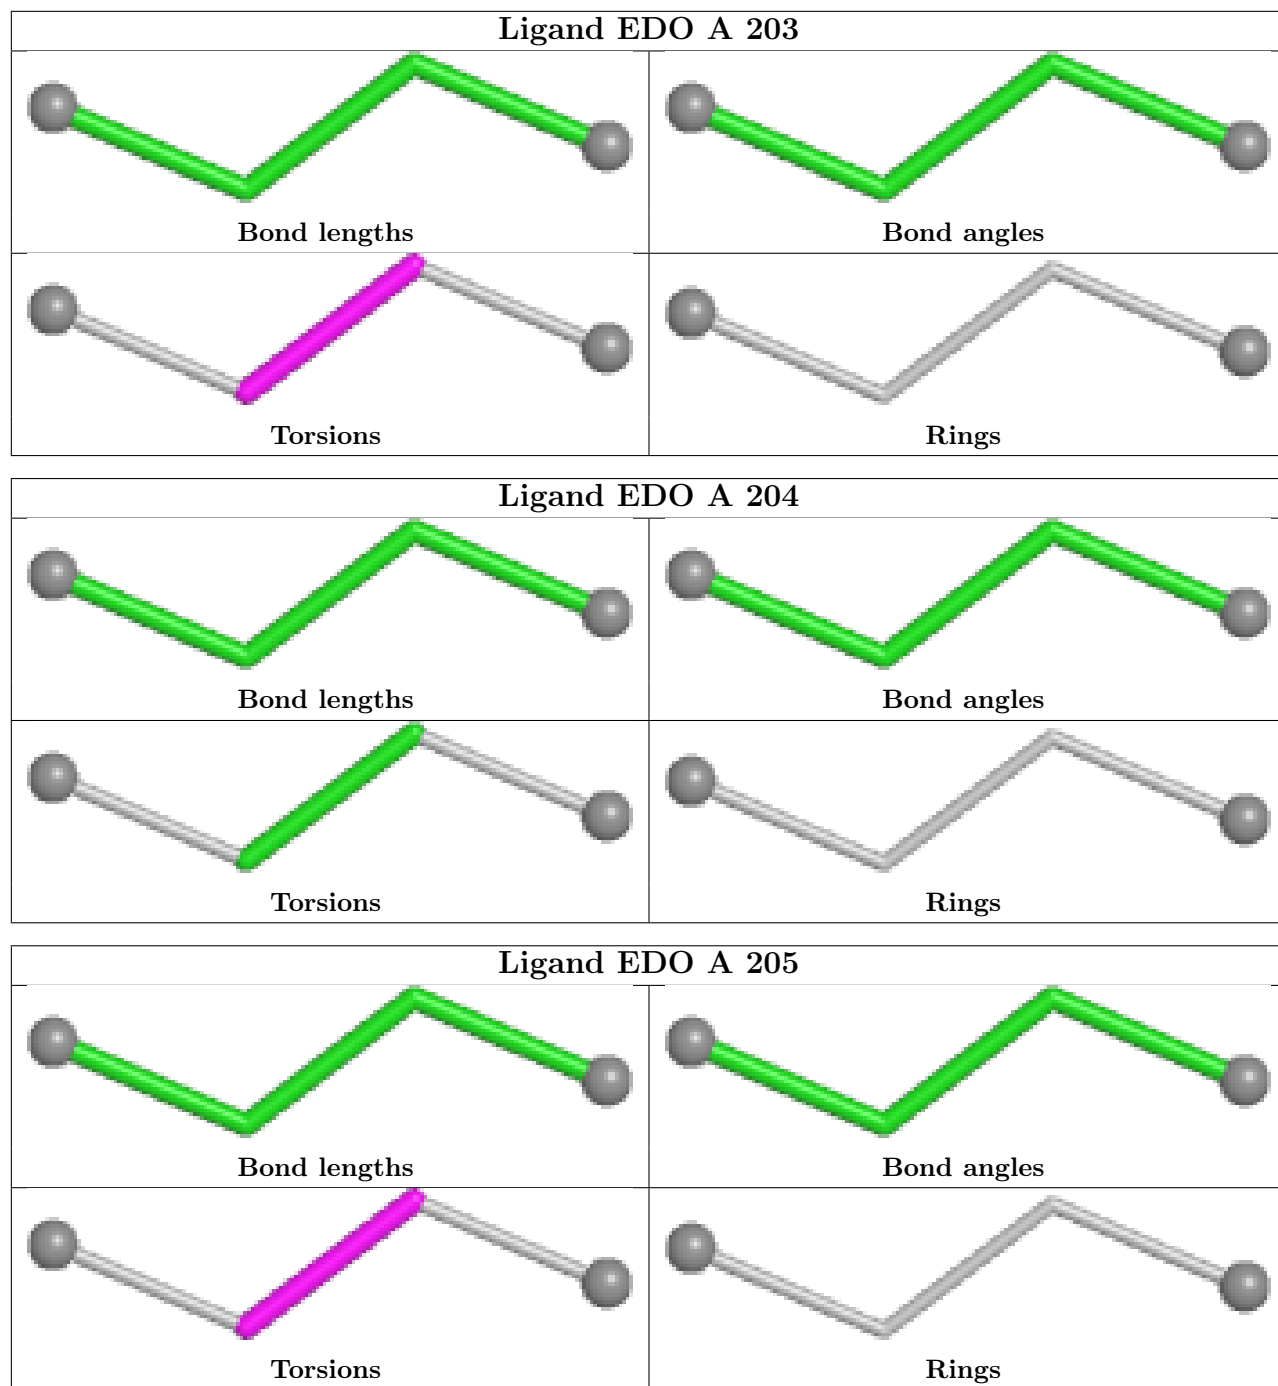 Ligand EDO A 203
Bond lengths
Bond angles
Torsions
Rings
Ligand EDO A 204
Bond lengths
Bond angles
Torsions
Rings
Ligand EDO A 205
Bond lengths
Bond angles
Torsions
Rings